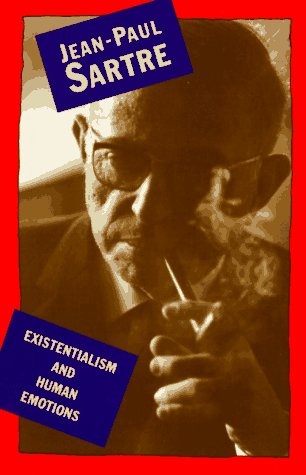 JEAN-PAUL
SARTRE
EXISTENTIALISM
AND
HUMAN
EMOTIONS